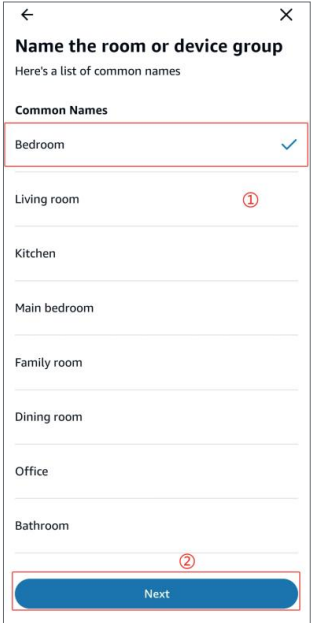 Name the room or device group
Here's a list of common names
Common Names
Bedroom
Living room
①
Kitchen
Main bedroom
Family room
Dining room
Office
Bathroom
②
Next